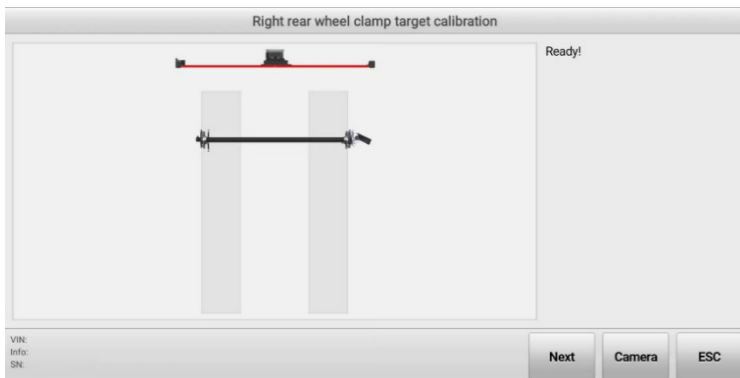 Right rear wheel clamp target calibration
Ready!
VIN:
Info:
SN:
Next
Camera
ESC